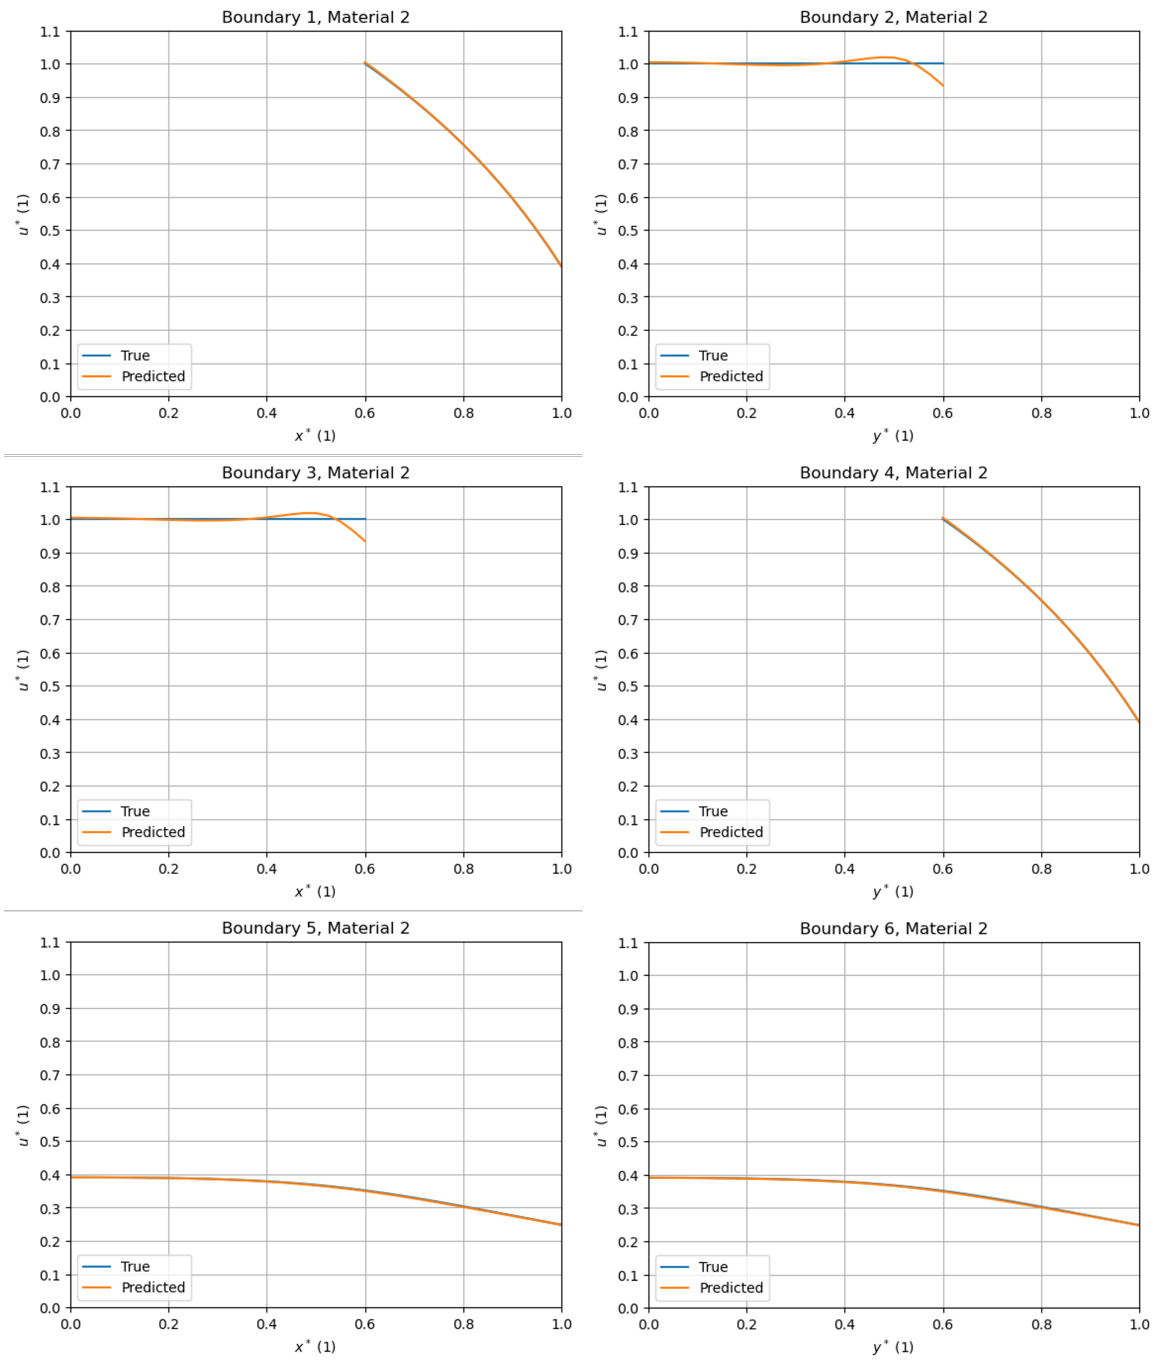 Boundary 1, Material 2
1.1
1.0
0.9
0.8
0.7
0.6
0.5
0.4
0.3
0.2
0.1
0.0
u* (1)
True
Predicted
0.0 0.2 0.4 0.6 0.8 1.0
x* (1)
Boundary 2, Material 2
1.1
1.0
0.9
0.8
0.7
0.6
0.5
0.4
0.3
0.2
0.1
0.0
u* (1)
True
Predicted
0.0 0.2 0.4 0.6 0.8 1.0
y* (1)
Boundary 3, Material 2
1.1
1.0
0.9
0.8
0.7
0.6
0.5
0.4
0.3
0.2
0.1
0.0
u* (1)
True
Predicted
0.0 0.2 0.4 0.6 0.8 1.0
x* (1)
Boundary 4, Material 2
1.1
1.0
0.9
0.8
0.7
0.6
0.5
0.4
0.3
0.2
0.1
0.0
u* (1)
True
Predicted
0.0 0.2 0.4 0.6 0.8 1.0
y* (1)
Boundary 5, Material 2
1.1
1.0
0.9
0.8
0.7
0.6
0.5
0.4
0.3
0.2
0.1
0.0
u* (1)
True
Predicted
0.0 0.2 0.4 0.6 0.8 1.0
x* (1)
Boundary 6, Material 2
1.1
1.0
0.9
0.8
0.7
0.6
0.5
0.4
0.3
0.2
0.1
0.0
u* (1)
True
Predicted
0.0 0.2 0.4 0.6 0.8 1.0
y* (1)